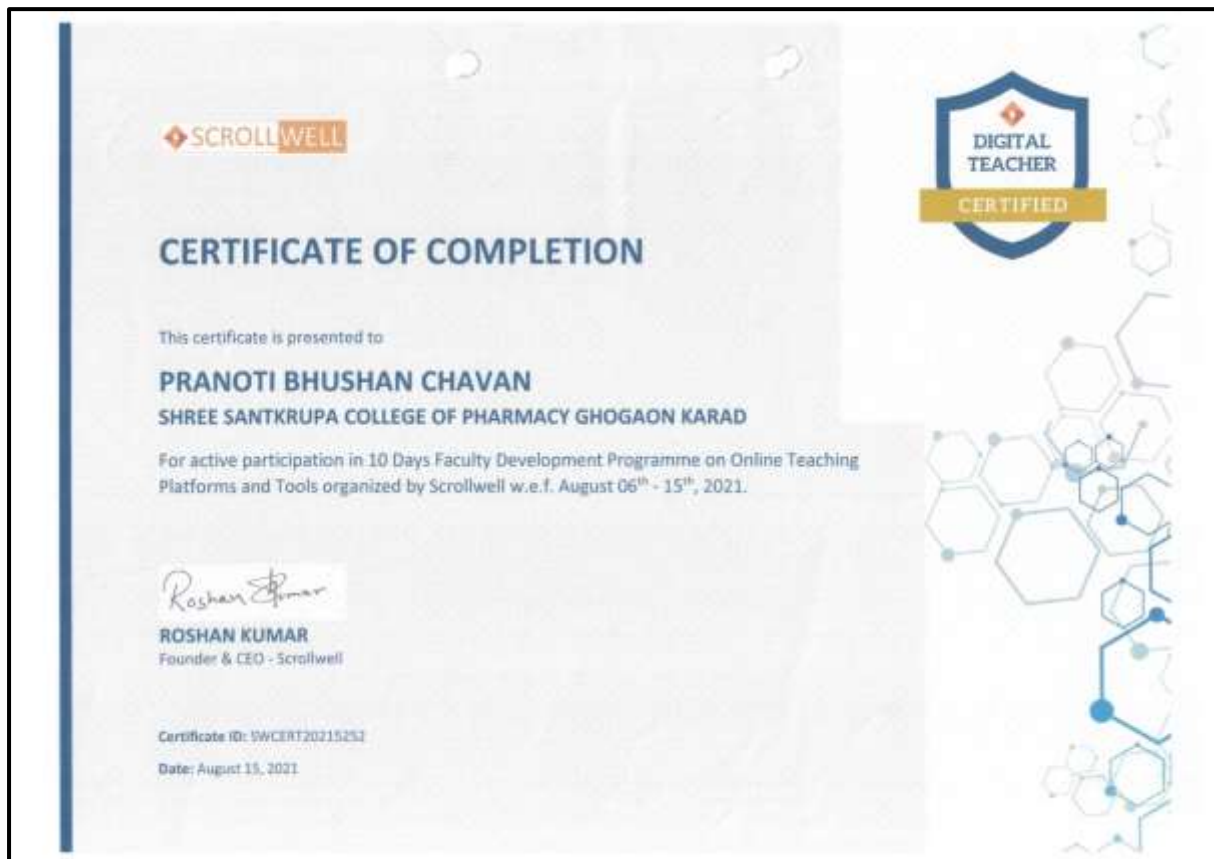 SCROLLWELL
DIGITAL
TEACHER
CERTIFIED
CERTIFICATE OF COMPLETION
This certificate is presented to
PRANOTI BHUSHAN CHAVAN
SHREE SANTKRUPA COLLEGE OF PHARMACY GHOGAON KARAD
For active participation in 10 Days Faculty Development Programme on Online Teaching
Platforms and Tools organized by Scrollwell w.e.f. August 06th - 15th, 2021.
Roshan Kumar
ROSHAN KUMAR
Founder & CEO - Scrollwell
Certificate ID: SWCERT20215252
Date: August 15, 2021